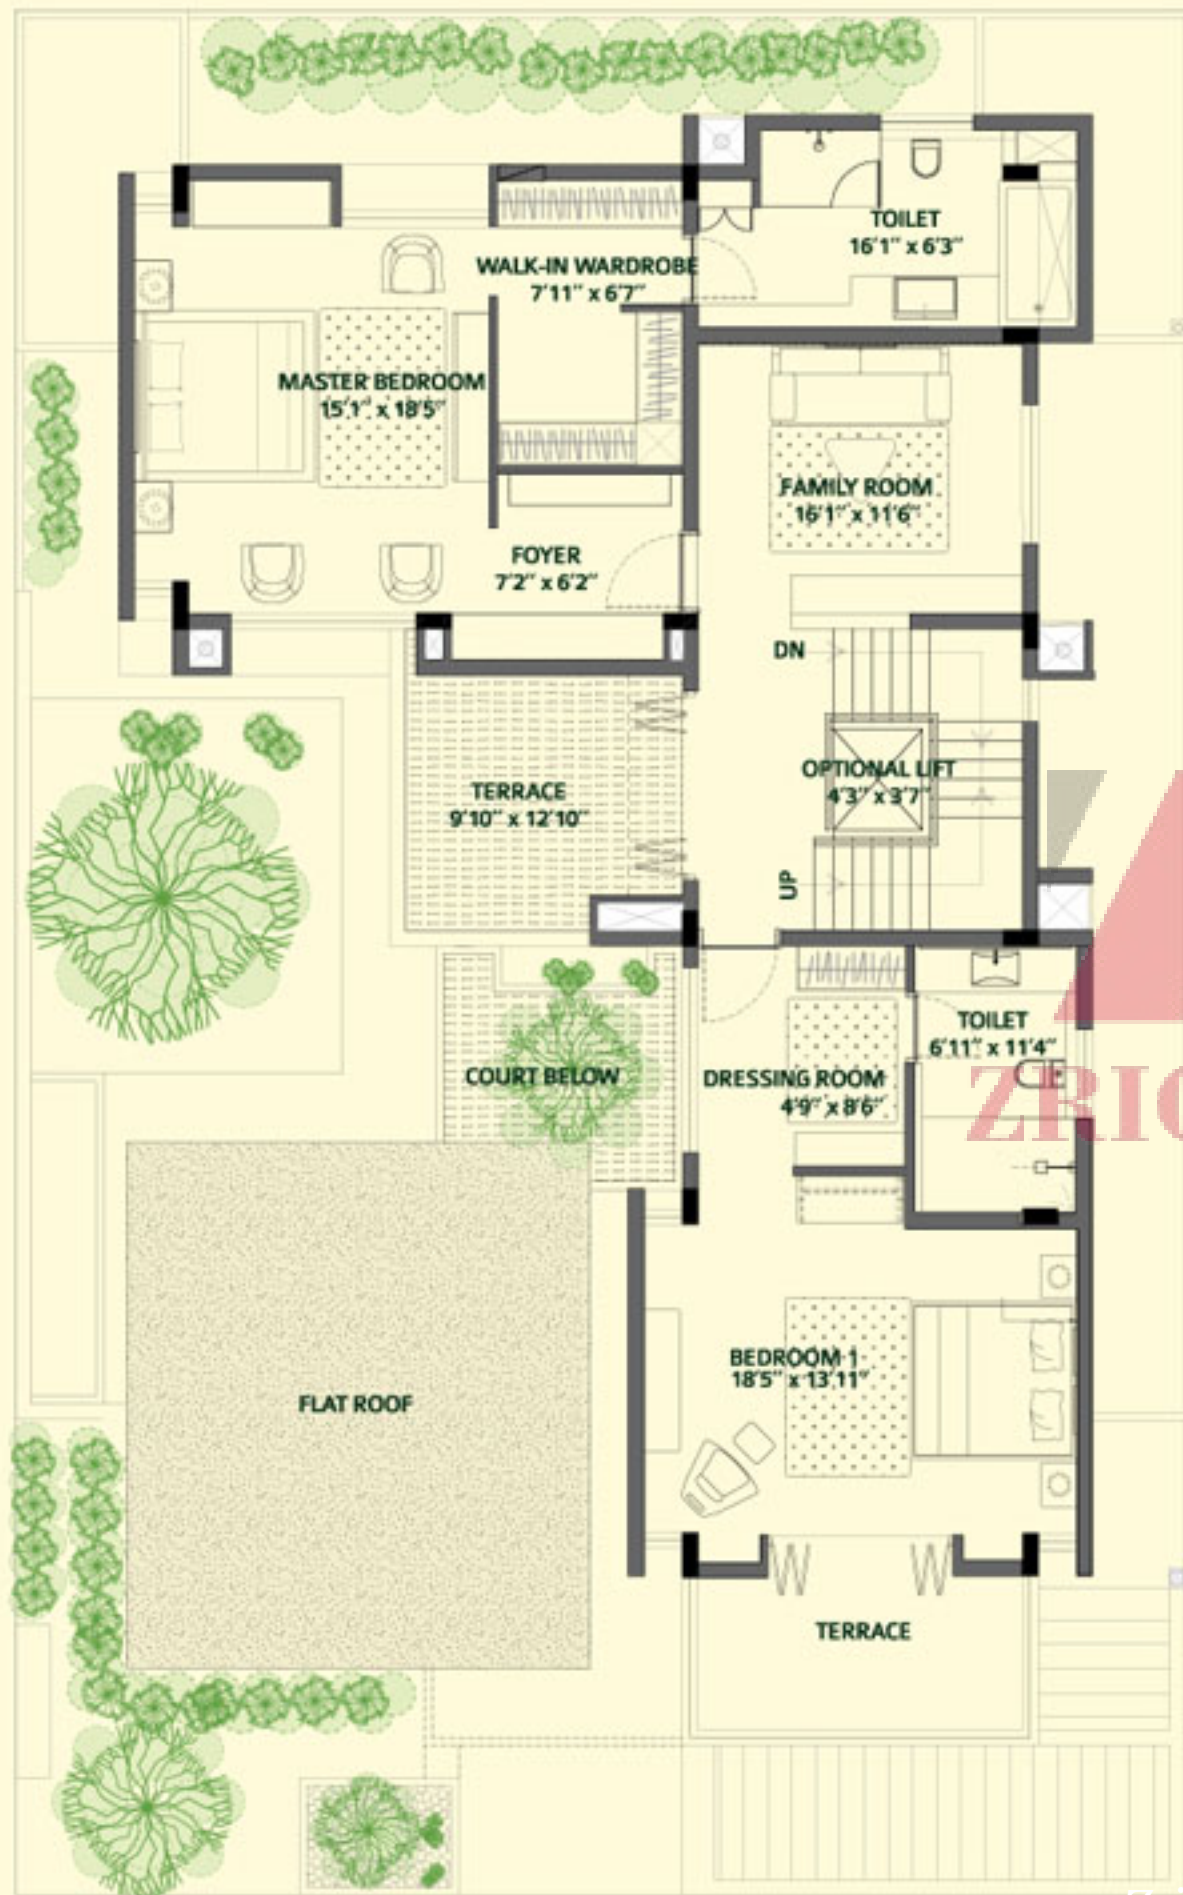 TOILET
16'1" x 6'3"
WALK-IN WARDROBE
7'11" x 6'7"
MASTER BEDROOM
15'1" x 18'5"
FAMILY ROOM
16'1" x 11'6"
FOYER
7'2" x 6'2"
DN
OPTIONAL LIFT
4'3" x 3'7"
TERRACE
9'10" x 12'10"
UP
TOILET
6'11" x 11'4"
COURT BELOW
DRESSING ROOM
4'9" x 8'6"
ZRIC
BEDROOM 1
18'5" x 13'11"
FLAT ROOF
TERRACE